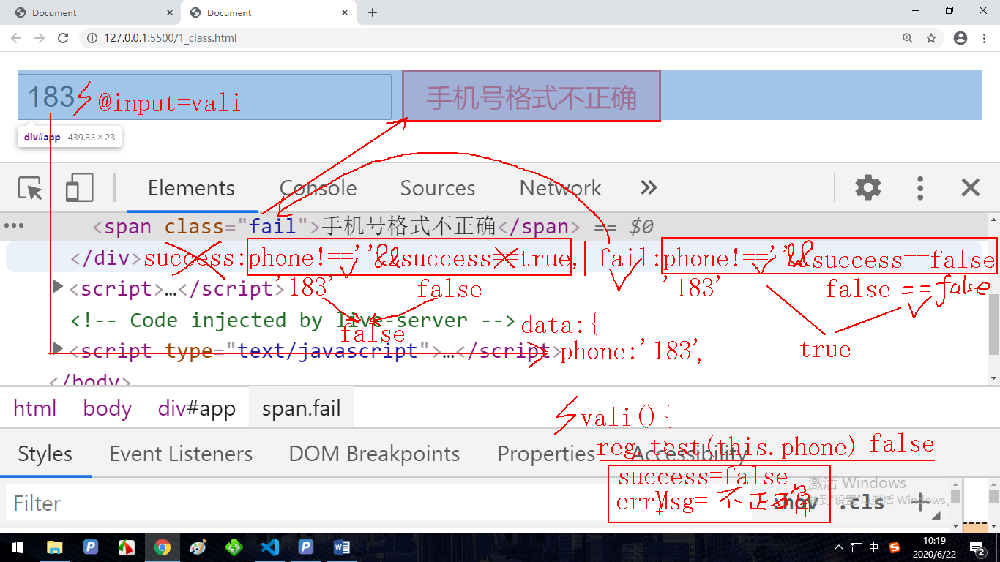 Document
Document
127.0.0.1:5500/1_class.html
183 @input=vali
手机号格式不正确
div#app 439.33 × 23
Elements Console Sources Network »
••• <span class="fail">手机号格式不正确</span> == $0
</div> success:phone!==''&&success==true, fail:phone!==''&&success==false
<script>…</script> '183' false '183' false ==false
<!-- Code injected by live-server --> false data:{
<script type="text/javascript">…</script> phone:'183', true
</body>
html body div#app span.fail
vali(){
Styles Event Listeners DOM Breakpoints Properties Accessibility
reg.test(this.phone) false
success=false
errMsg= 不正确
激活 Windows
转到"设置"以激活 Windows。
Filter :hov .cls +
中
10:19
2020/6/22
2